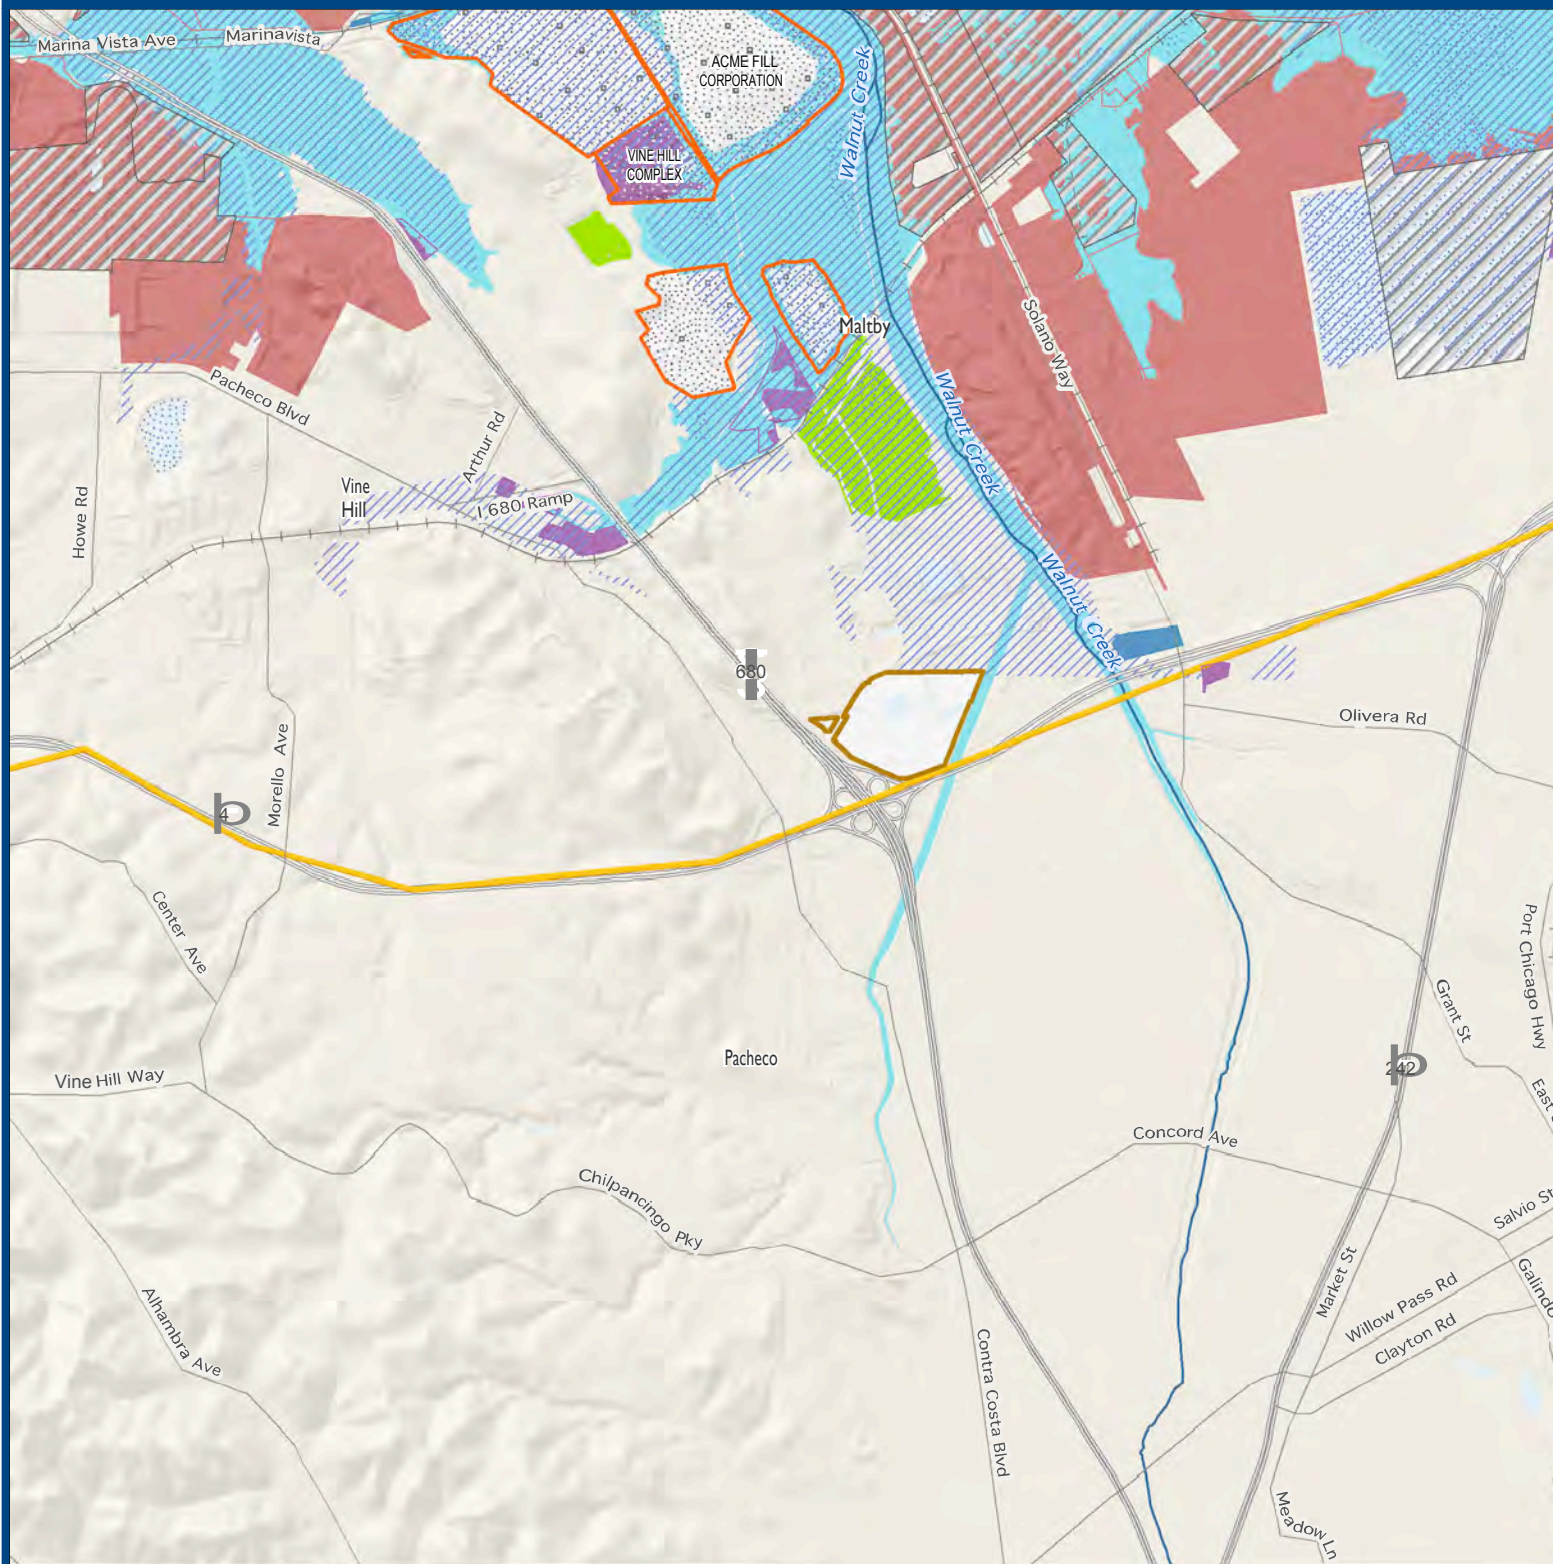 Marina Vista Ave
Marinavista
ACME FILL
CORPORATION
Walnut Creek
VINE HILL
COMPLEX
Solano Way
Maltby
Pacheco Blvd
Walnut Creek
Arthur Rd
Vine
Hill
I 680 Ramp
Howe Rd
Walnut Creek
680
Olivera Rd
Morello Ave
4
Center Ave
Port Chicago Hwy
Grant St
Pacheco
242
Vine Hill Way
East
Concord Ave
Chilpancingo Pky
Salvio St
Galindo
Market St
Willow Pass Rd
Clayton Rd
Alhambra Ave
Contra Costa Blvd
Meadow Ln